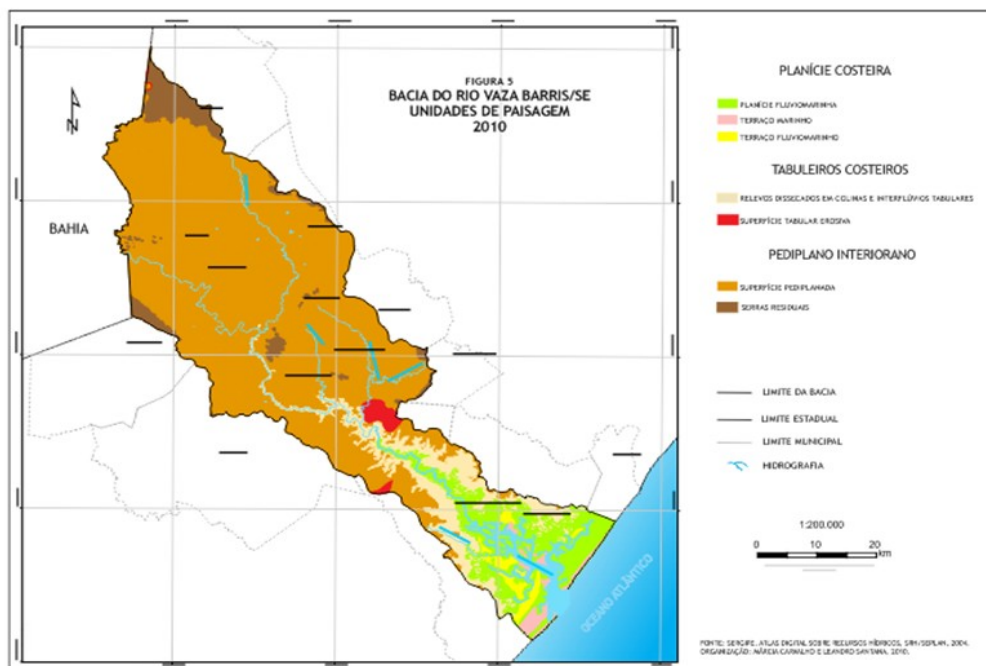 FIGURA 5
BACIA DO RIO VAZA BARRIS/SE
UNIDADES DE PAISAGEM
2010
N
BAHIA
OCEANO ATLÂNTICO
PLANÍCIE COSTEIRA
PLANÍCIE FLUVIOMARINHA
TERRAÇO MARINHO
TERRAÇO FLUVIOMARINHO
TABULEIROS COSTEIROS
RELEVOS DISSECADOS EM COLINAS E INTERFLÚVIOS TABULARES
SUPERFÍCIE TABULAR EROSIVA
PEDIPLANO INTERIORANO
SUPERFÍCIE PEDIPLANADA
SERRAS RESIDUAIS
LIMITE DA BACIA
LIMITE ESTADUAL
LIMITE MUNICIPAL
HIDROGRAFIA
1:200.000
0 10 20
km
FONTE: SERGIPE, ATLAS DIGITAL SOBRE RECURSOS HÍDRICOS, SRH/SEPLAN, 2004.
ORGANIZAÇÃO: MÁRCIA CARVALHO E LEANDRO SANTANA, 2010.